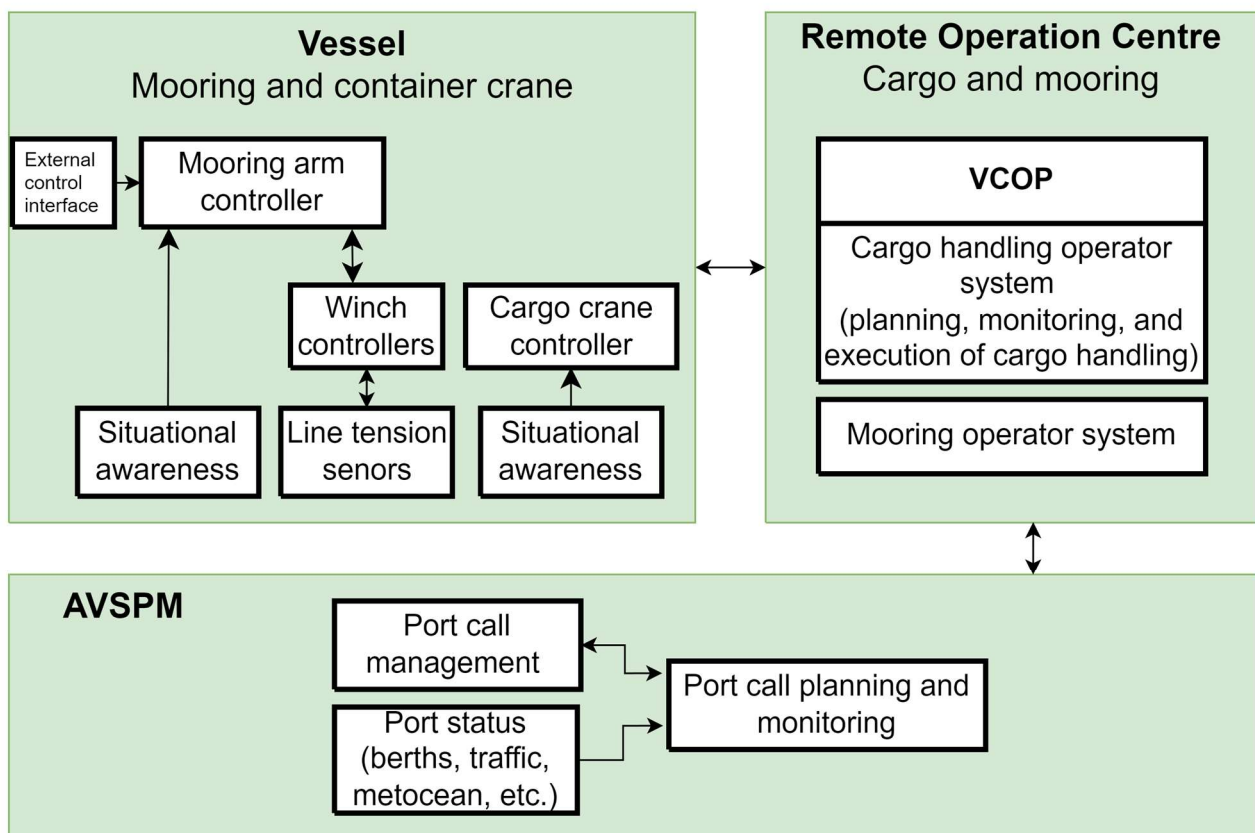 Vessel
Mooring and container crane
External
control
interface
Mooring arm
controller
Winch
controllers
Cargo crane
controller
Situational
awareness
Line tension
senors
Situational
awareness
Remote Operation Centre
Cargo and mooring
VCOP
Cargo handling operator
system
(planning, monitoring, and
execution of cargo handling)
Mooring operator system
AVSPM
Port call
management
Port status
(berths, traffic,
metocean, etc.)
Port call planning and
monitoring